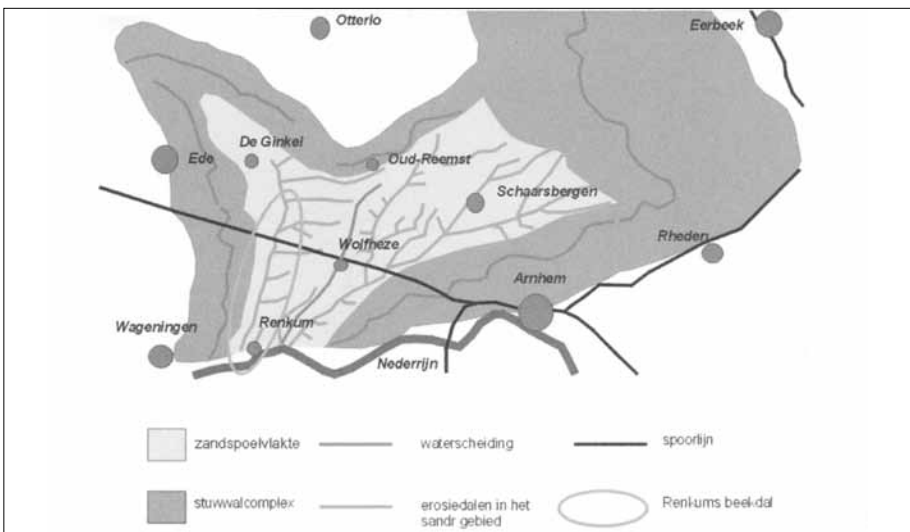 Otterlo
Eerbeek
De Ginkel
Ede
Oud-Reemst
Schaarsbergen
Wolfheze
Rheden
Arnhem
Wageningen
Renkum
Nederrijn
zandspoelvlakte
waterscheiding
spoorlijn
stuwwalcomplex
erosiedalen in het
sandr gebied
Renkums beekdal